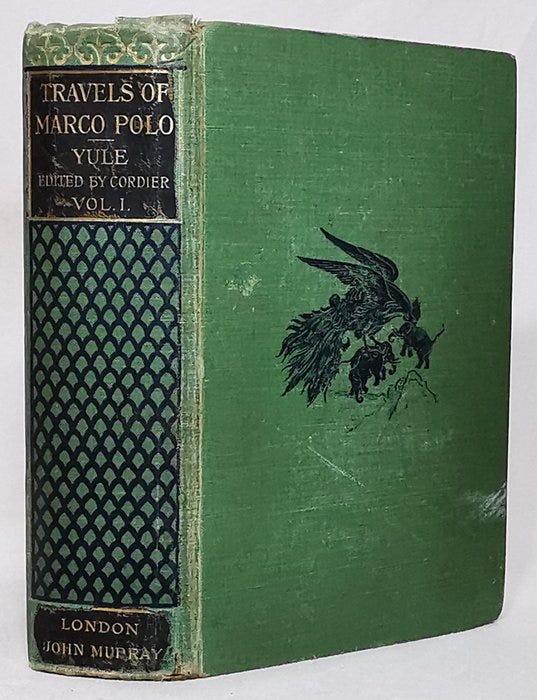 TRAVELS OF
MARCO POLO
YULE
EDITED BY CORDIER
VOL. I.
LONDON
JOHN MURRAY